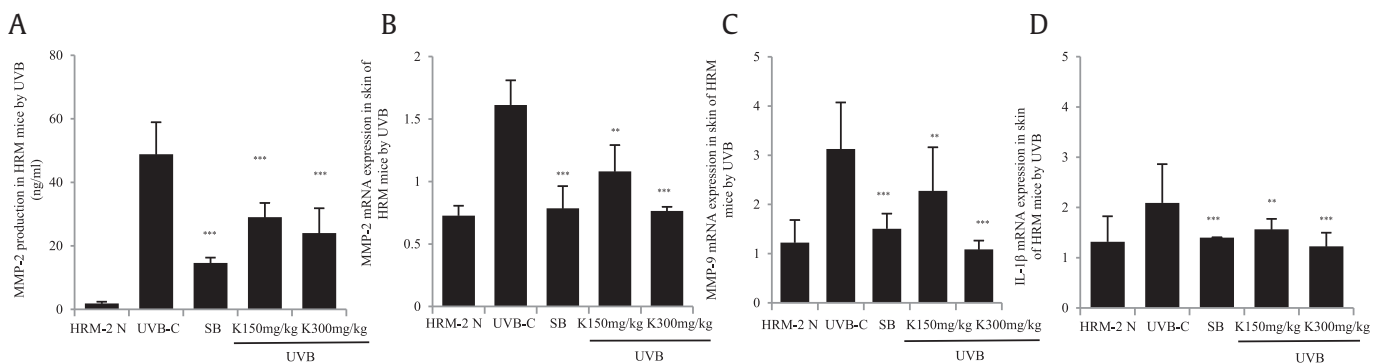 A
MMP-2 production in HRM mice by UVB
(ng/ml)
80
60
40
20
0
***
***
***
HRM-2 N UVB-C SB K150mg/kg K300mg/kg
UVB
B
MMP-2 mRNA expression in skin of
HRM mice by UVB
2
1.5
1
0.5
0
***
**
***
HRM-2 N UVB-C SB K150mg/kg K300mg/kg
UVB
C
MMP-9 mRNA expression in skin of HRM
mice by UVB
5
4
3
2
1
0
***
**
***
HRM-2 N UVB-C SB K150mg/kg K300mg/kg
UVB
D
IL-1β mRNA expression in skin
of HRM mice by UVB
5
4
3
2
1
0
***
**
***
HRM-2 N UVB-C SB K150mg/kg K300mg/kg
UVB